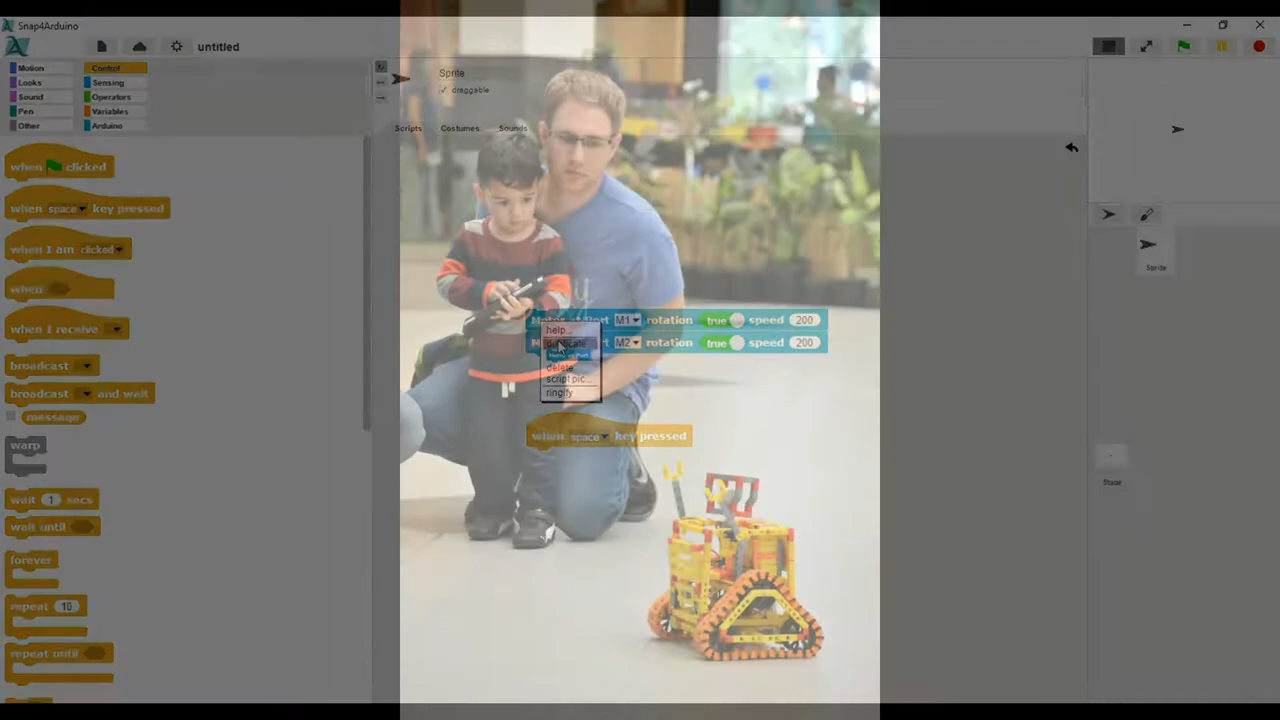 Snap4Arduino
untitled
Motion Control
Looks Sensing
Sound Operators
Pen Variables
Other Arduino
when clicked
when space key pressed
when I am clicked
when
when I receive
broadcast
broadcast and wait
message
warp
wait 1 secs
wait until
forever
repeat 10
repeat until
Sprite
draggable
Scripts Costumes Sounds
M1 rotation true speed 200
M2 rotation true speed 200
help...
duplicate
delete
script pic...
ringify
when space key pressed
Sprite
Stage